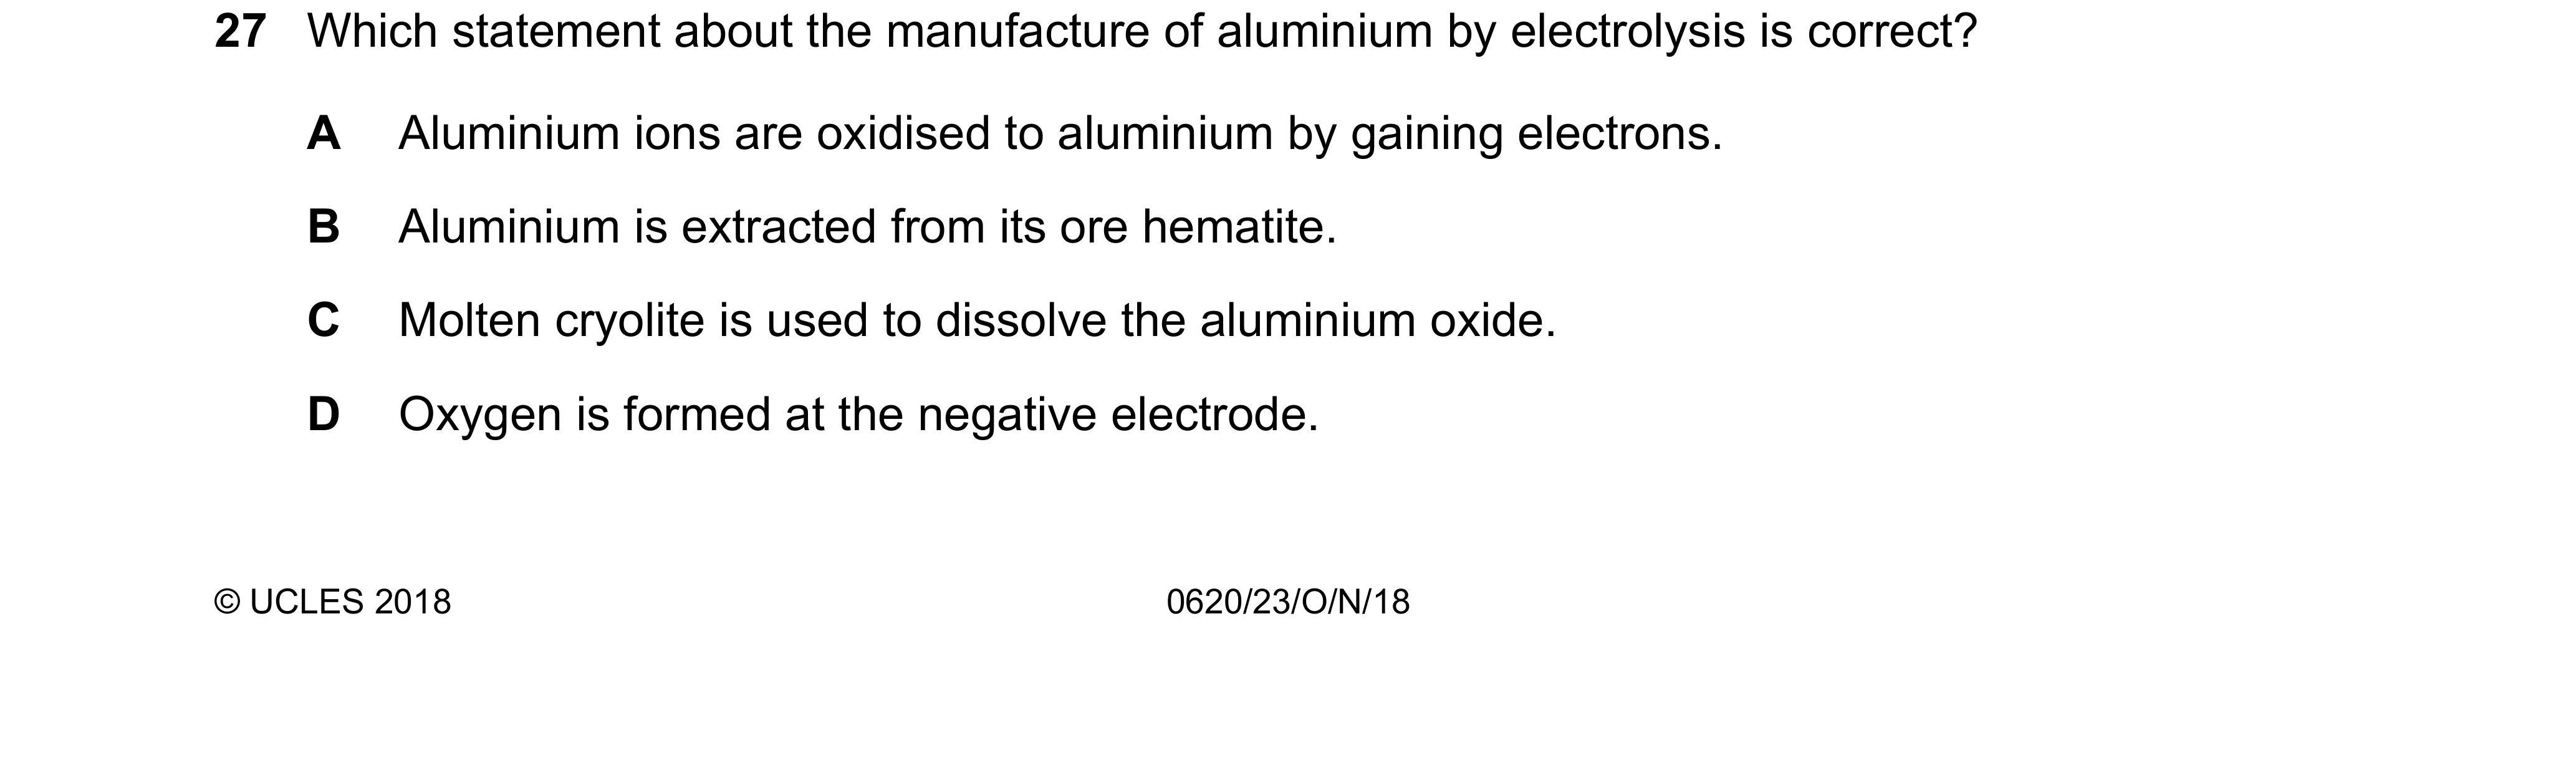 27 Which statement about the manufacture of aluminium by electrolysis is correct?
A Aluminium ions are oxidised to aluminium by gaining electrons.
B Aluminium is extracted from its ore hematite.
C Molten cryolite is used to dissolve the aluminium oxide.
D Oxygen is formed at the negative electrode.
© UCLES 2018 0620/23/O/N/18